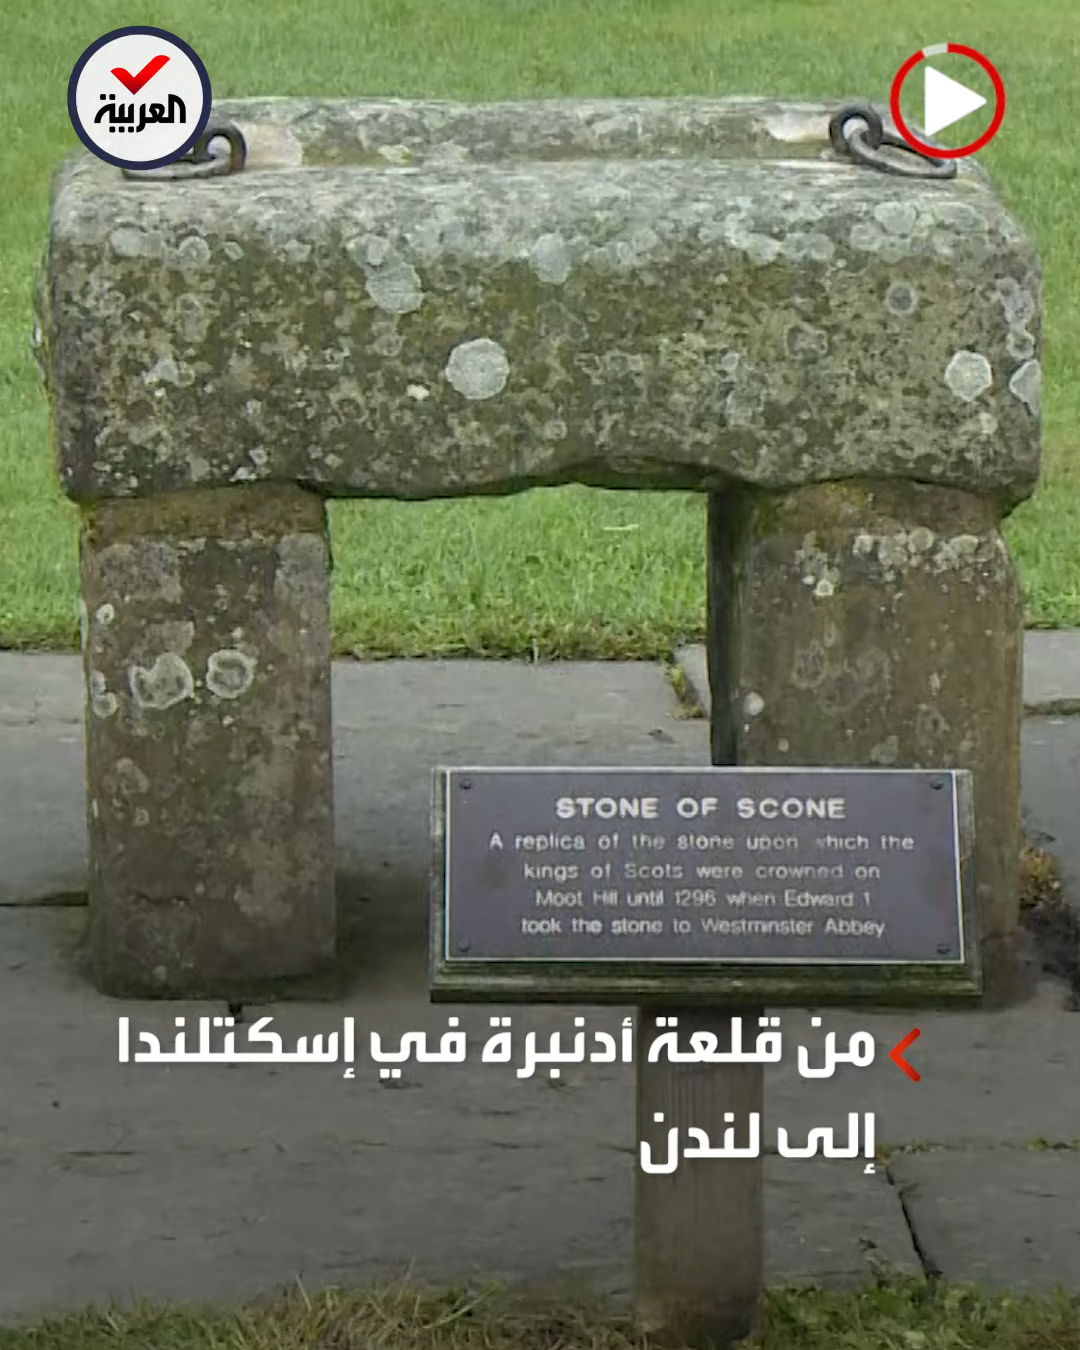 العربية
STONE OF SCONE
A replica of the stone upon which the
kings of Scots were crowned on
Moot Hill until 1296 when Edward 1
took the stone to Westminster Abbey
من قلعة أدنبرة في إسكتلندا
إلى لندن